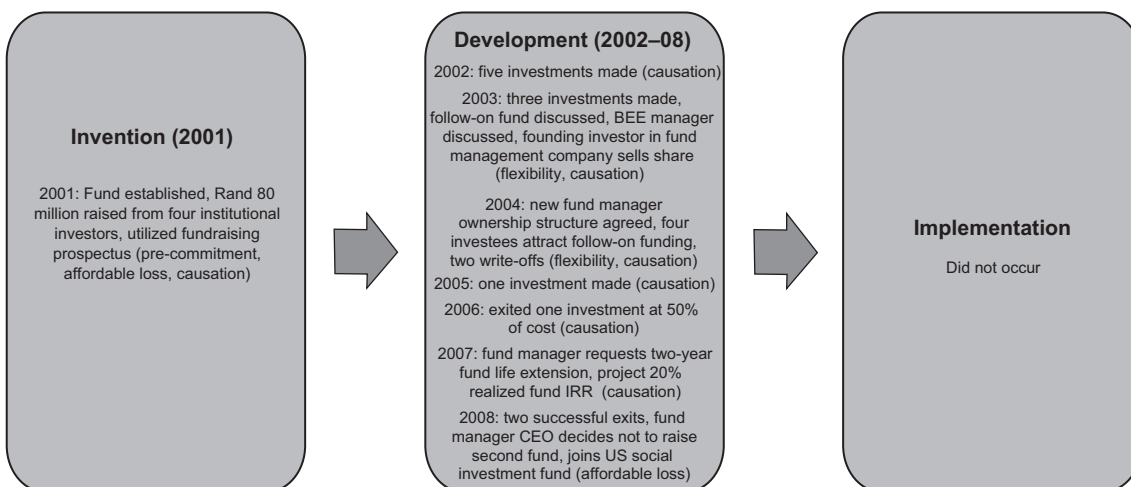 Invention (2001)
2001: Fund established, Rand 80
million raised from four institutional
investors, utilized fundraising
prospectus (pre-commitment,
affordable loss, causation)
Development (2002–08)
2002: five investments made (causation)
2003: three investments made,
follow-on fund discussed, BEE manager
discussed, founding investor in fund
management company sells share
(flexibility, causation)
2004: new fund manager
ownership structure agreed, four
investees attract follow-on funding,
two write-offs (flexibility, causation)
2005: one investment made (causation)
2006: exited one investment at 50%
of cost (causation)
2007: fund manager requests two-year
fund life extension, project 20%
realized fund IRR (causation)
2008: two successful exits, fund
manager CEO decides not to raise
second fund, joins US social
investment fund (affordable loss)
Implementation
Did not occur